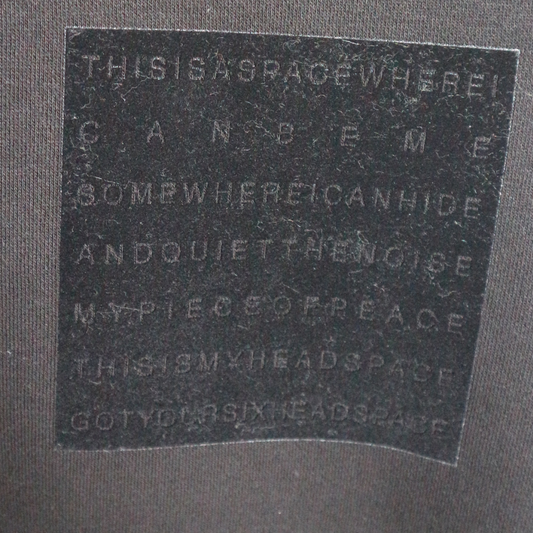 THISISASPACEWHEREI
CANBEME
SOMEWHEREICANHIDE
ANDQUIETTHENOISE
MYPIECEOFPEACE
THISISMYHEADSPACE
GOTYOURSIXHEADSPACE